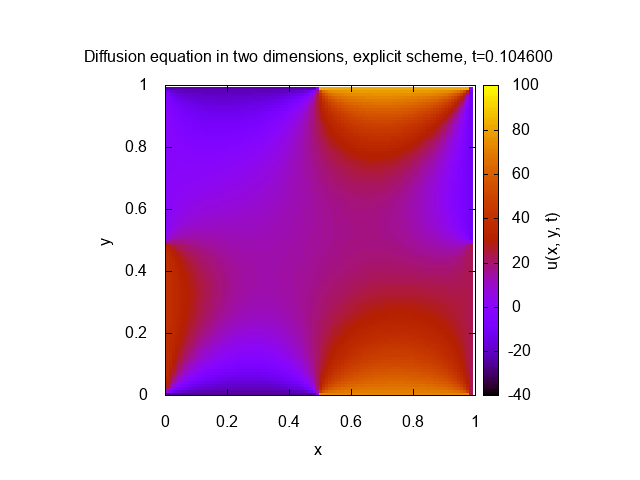 Diffusion equation in two dimensions, explicit scheme, t=0.104600
1
0.8
0.6
0.4
0.2
0
y
0 0.2 0.4 0.6 0.8 1
x
100
80
60
40
20
0
-20
-40
u(x, y, t)